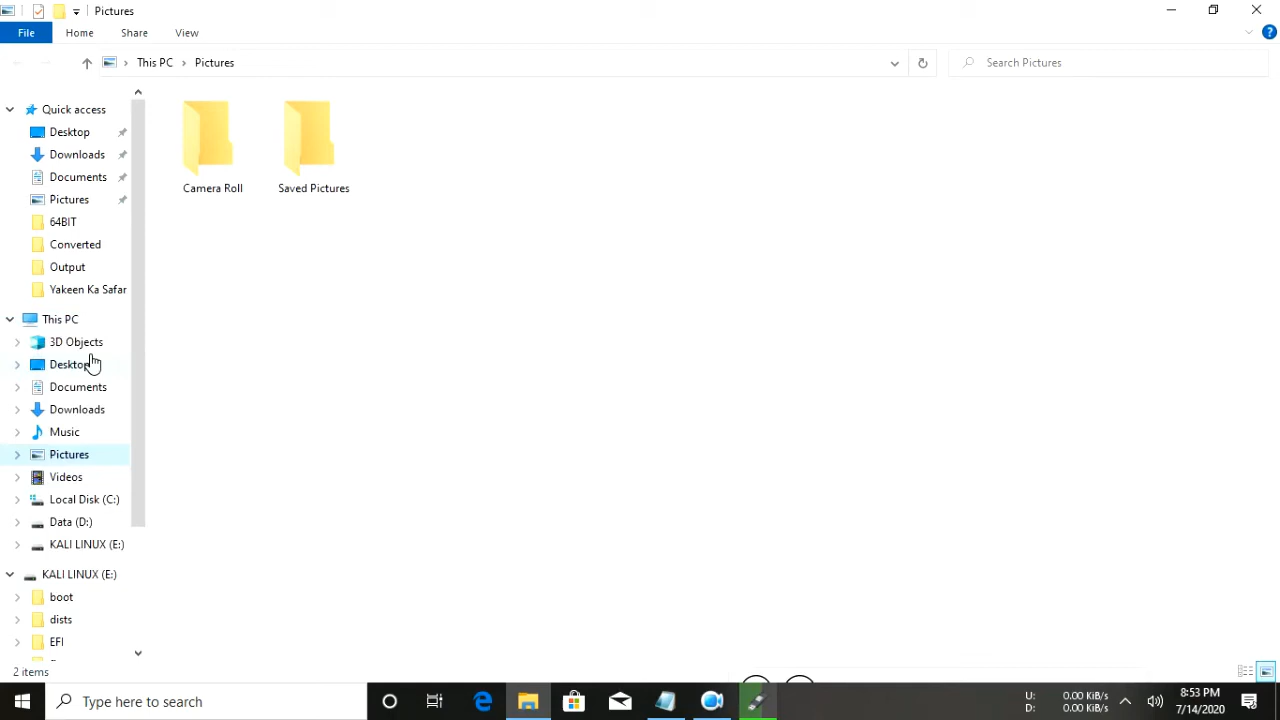 Pictures
File Home Share View
This PC Pictures
Search Pictures
Quick access
Desktop
Downloads
Documents
Pictures
64BIT
Converted
Output
Yakeen Ka Safar
This PC
3D Objects
Desktop
Documents
Downloads
Music
Pictures
Videos
Local Disk (C:)
Data (D:)
KALI LINUX (E:)
KALI LINUX (E:)
boot
dists
EFI
Camera Roll
Saved Pictures
2 items
Type here to search
U: 0.00 KiB/s
D: 0.00 KiB/s
8:53 PM
7/14/2020